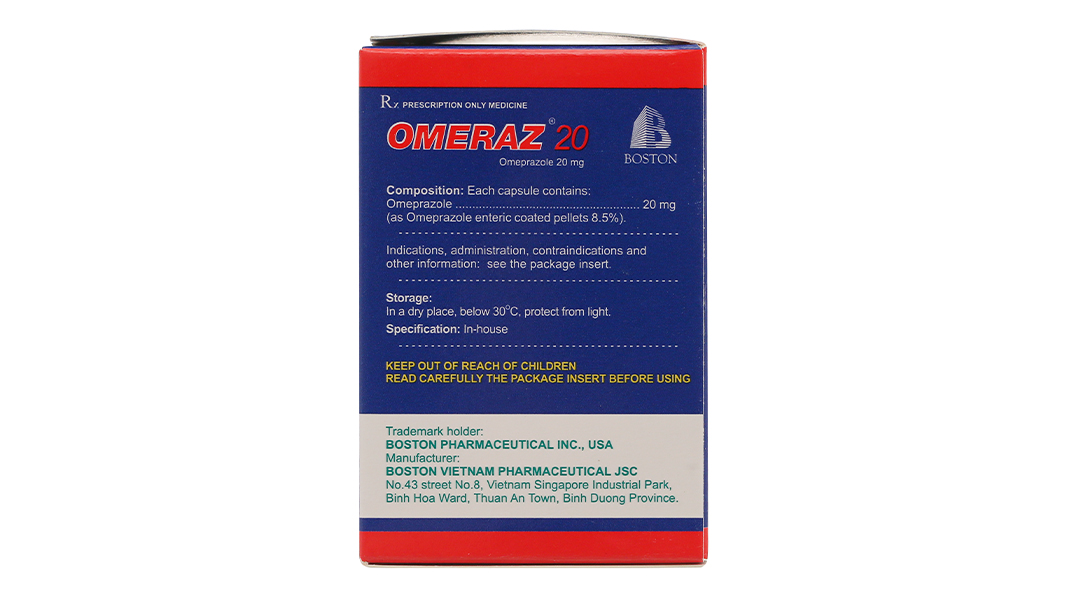 Rx PRESCRIPTION ONLY MEDICINE
OMERAZ® 20
Omeprazole 20 mg
BOSTON
Composition: Each capsule contains:
Omeprazole ........................................................ 20 mg
(as Omeprazole enteric coated pellets 8.5%).
Indications, administration, contraindications and
other information: see the package insert.
Storage:
In a dry place, below 30°C, protect from light.
Specification: In-house
KEEP OUT OF REACH OF CHILDREN
READ CAREFULLY THE PACKAGE INSERT BEFORE USING
Trademark holder:
BOSTON PHARMACEUTICAL INC., USA
Manufacturer:
BOSTON VIETNAM PHARMACEUTICAL JSC
No.43 street No.8, Vietnam Singapore Industrial Park,
Binh Hoa Ward, Thuan An Town, Binh Duong Province.